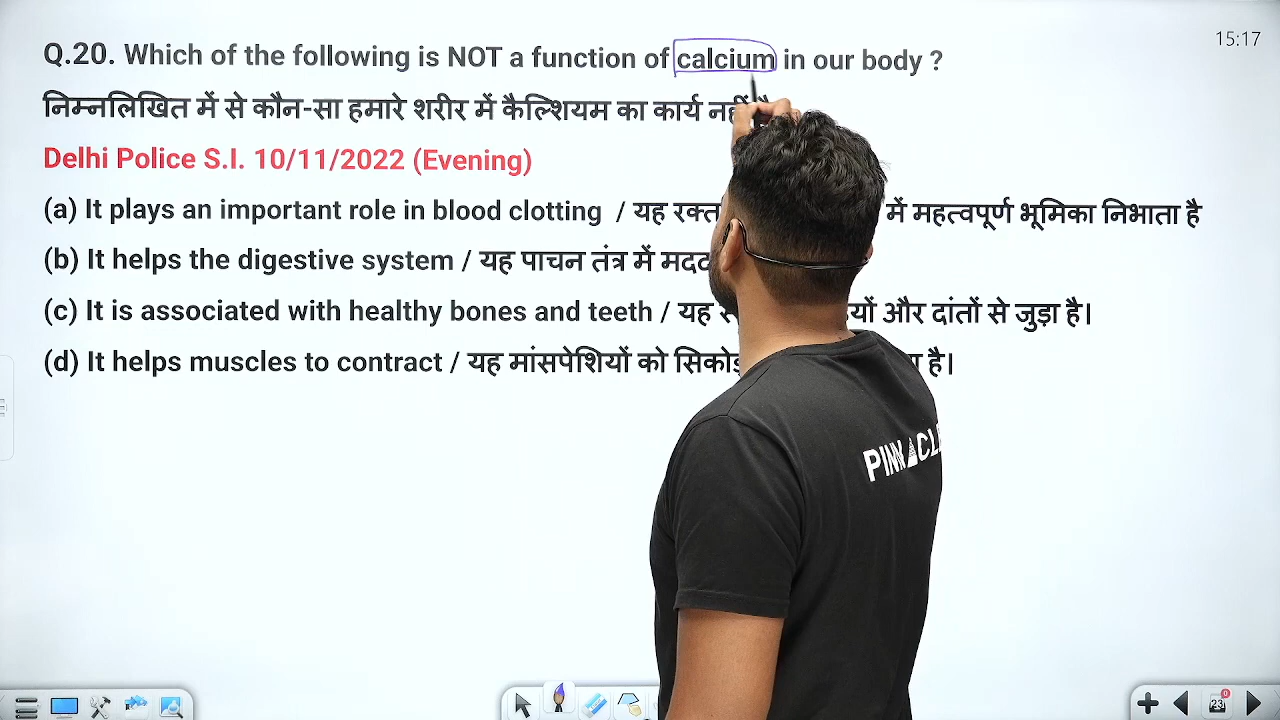 15:17
Q.20. Which of the following is NOT a function of calcium in our body ?
निम्नलिखित में से कौन-सा हमारे शरीर में कैल्शियम का कार्य नहीं
Delhi Police S.I. 10/11/2022 (Evening)
(a) It plays an important role in blood clotting / यह रक्त में महत्वपूर्ण भूमिका निभाता है
(b) It helps the digestive system / यह पाचन तंत्र में मदद
(c) It is associated with healthy bones and teeth / यह और दांतों से जुड़ा है।
(d) It helps muscles to contract / यह मांसपेशियों को है।
PINNACLE
23
0